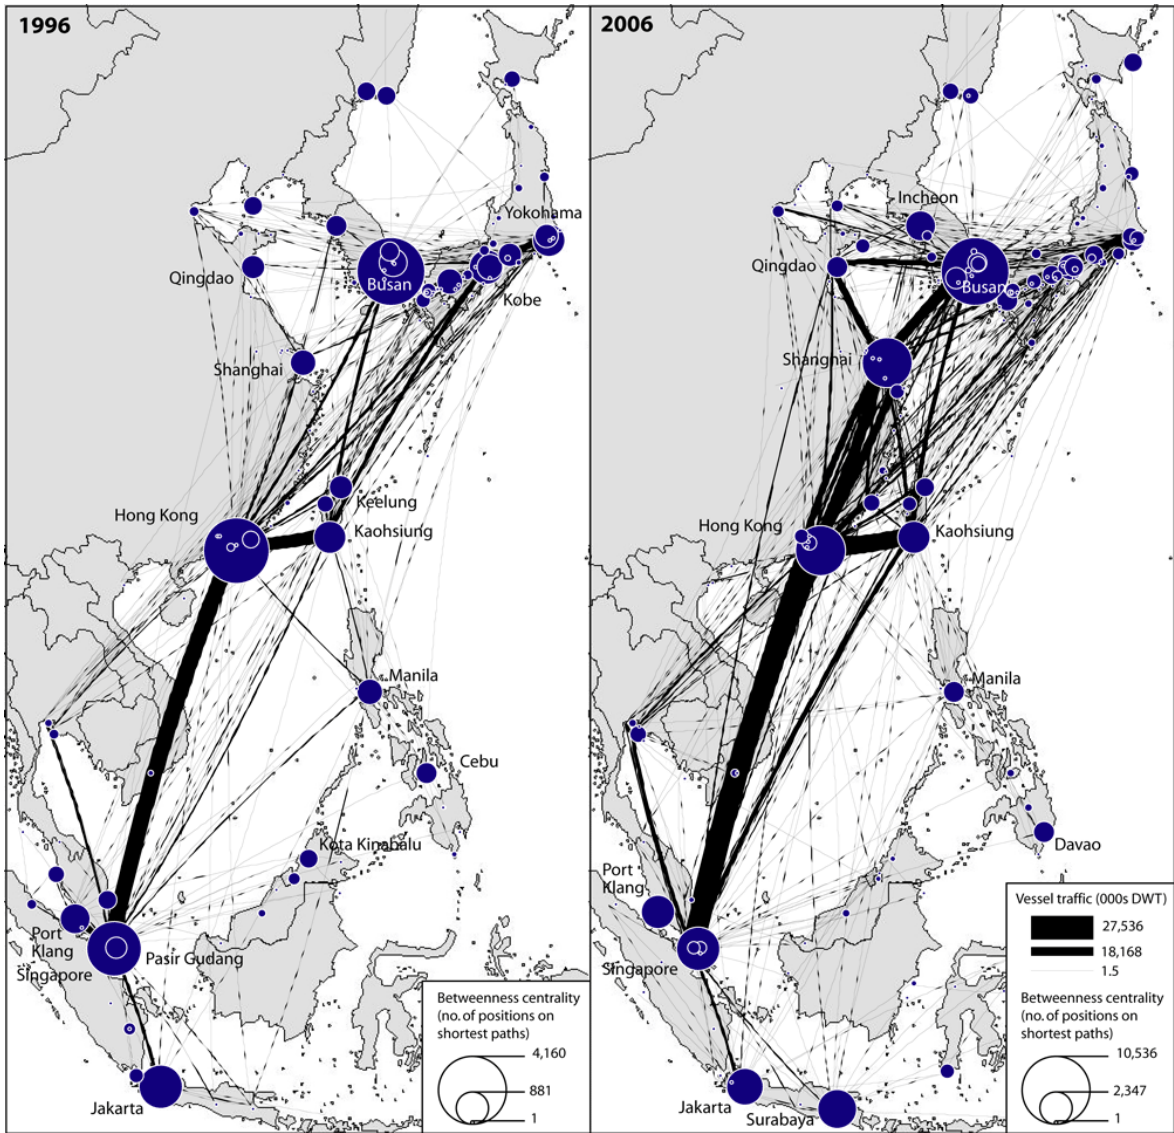 1996
Yokohama
Qingdao
Busan
Kobe
Shanghai
Hong Kong
Keelung
Kaohsiung
Manila
Cebu
Kota Kinabalu
Port
Klang
Singapore
Pasir Gudang
Jakarta
Betweenness centrality
(no. of positions on
shortest paths)
4,160
881
1
2006
Incheon
Qingdao
Busan
Shanghai
Hong Kong
Kaohsiung
Manila
Davao
Port
Klang
Singapore
Jakarta
Surabaya
Vessel traffic (000s DWT)
27,536
18,168
1.5
Betweenness centrality
(no. of positions on
shortest paths)
10,536
2,347
1